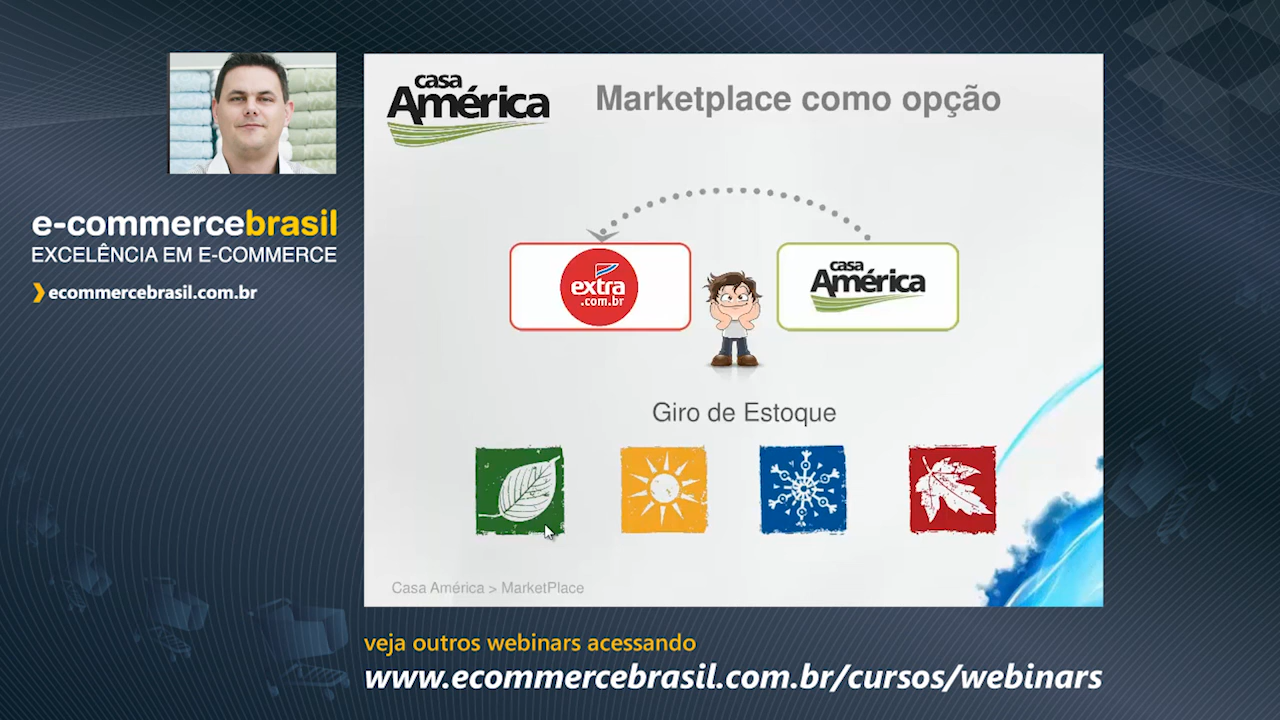 casa
América
Marketplace como opção
e-commercebrasil
EXCELÊNCIA EM E-COMMERCE
ecommercebrasil.com.br
extra
.com.br
casa
América
Giro de Estoque
Casa América > MarketPlace
veja outros webinars acessando
www.ecommercebrasil.com.br/cursos/webinars